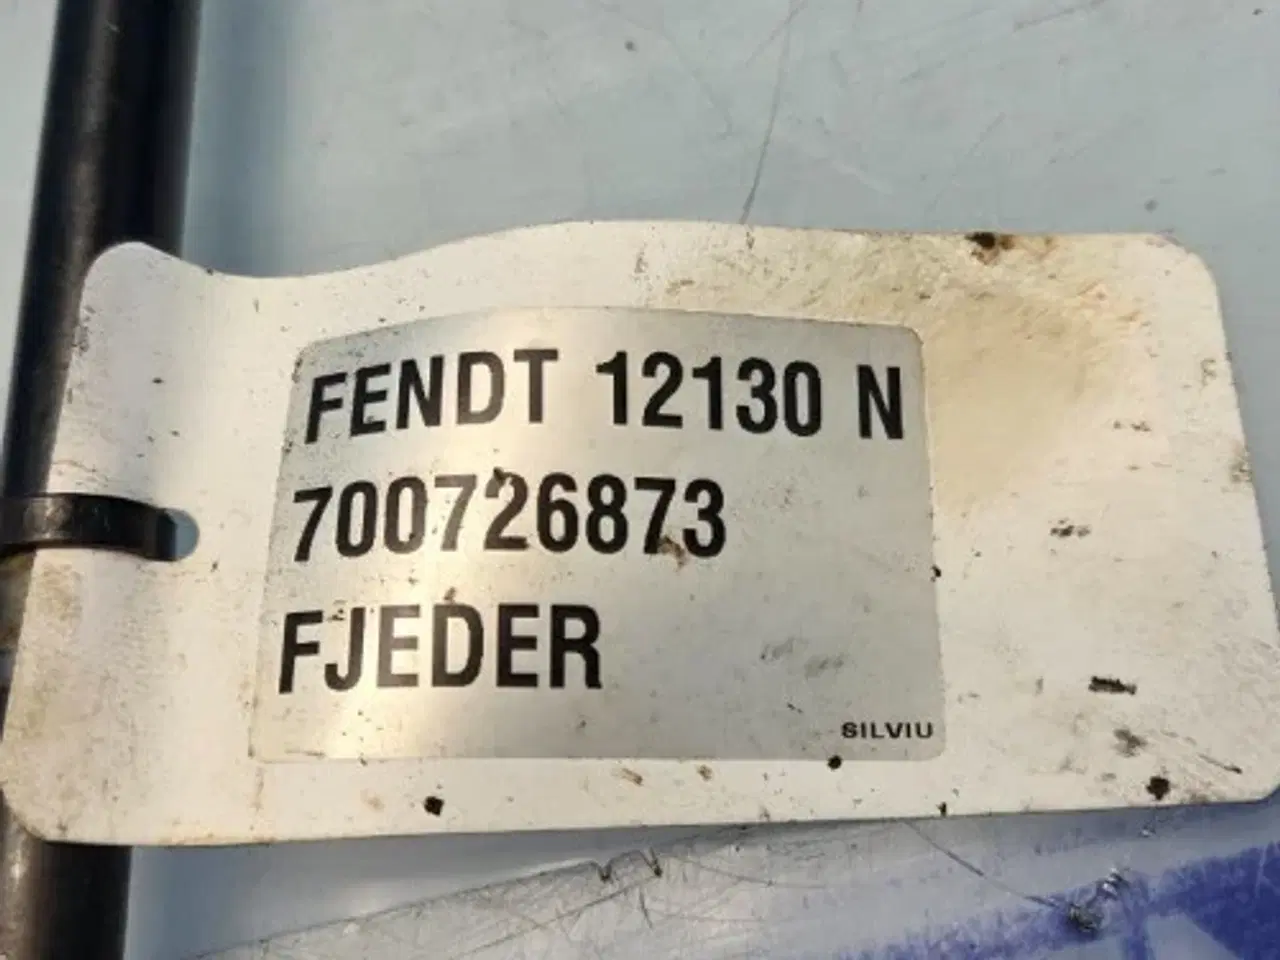 FENDT 12130 N
700726873
FJEDER
SILVIU